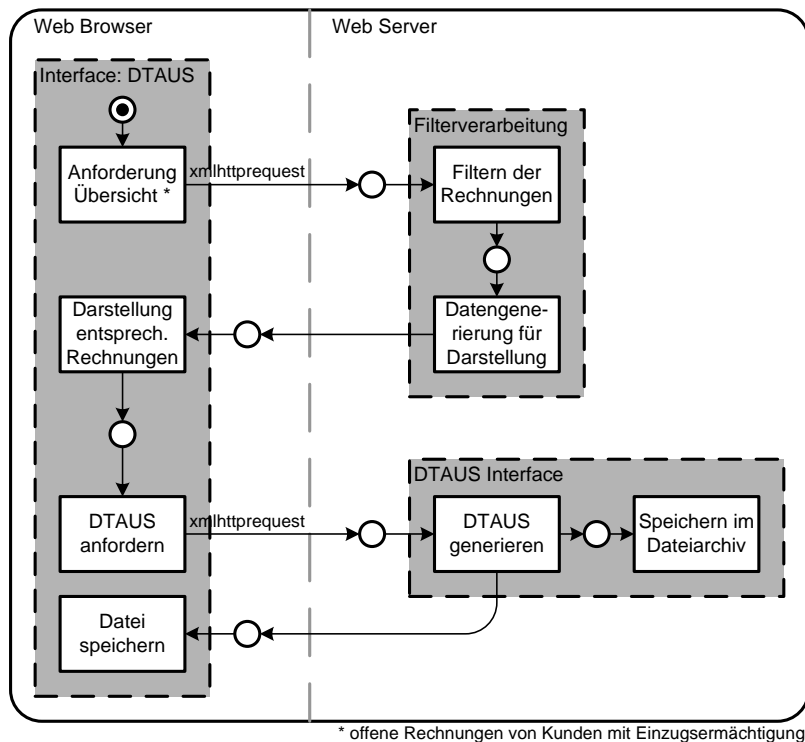 Web Browser
Web Server
Interface: DTAUS
Filterverarbeitung
Anforderung
Übersicht *
xmlhttprequest
Filtern der
Rechnungen
Darstellung
entsprech.
Rechnungen
Datengene-
rierung für
Darstellung
DTAUS Interface
DTAUS
anfordern
xmlhttprequest
DTAUS
generieren
Speichern im
Dateiarchiv
Datei
speichern
* offene Rechnungen von Kunden mit Einzugsermächtigung